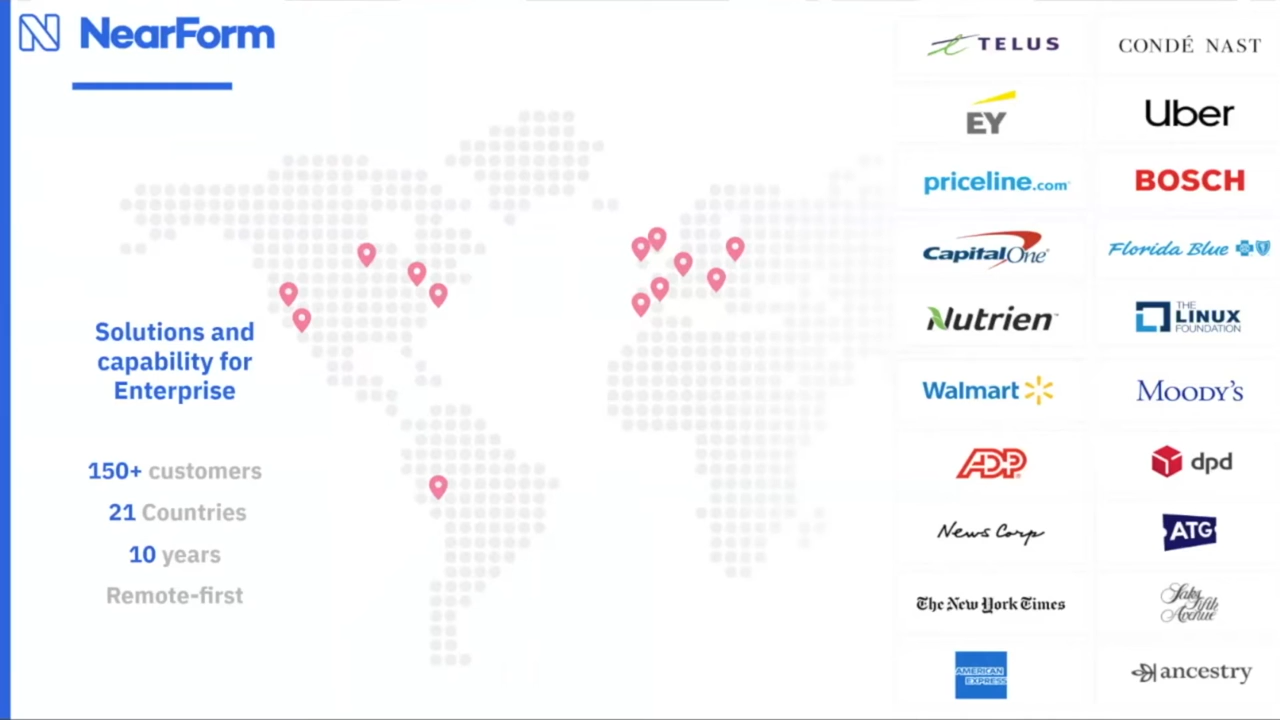 NearForm
Solutions and
capability for
Enterprise
150+ customers
21 Countries
10 years
Remote-first
TELUS
CONDÉ NAST
EY
Uber
priceline.com®
BOSCH
Capital One®
Florida Blue
Nutrien™
THE
LINUX
FOUNDATION
Walmart
MOODY'S
ADP
dpd
News Corp
ATG
The New York Times
Saks
Fifth
Avenue
AMERICAN
EXPRESS
ancestry